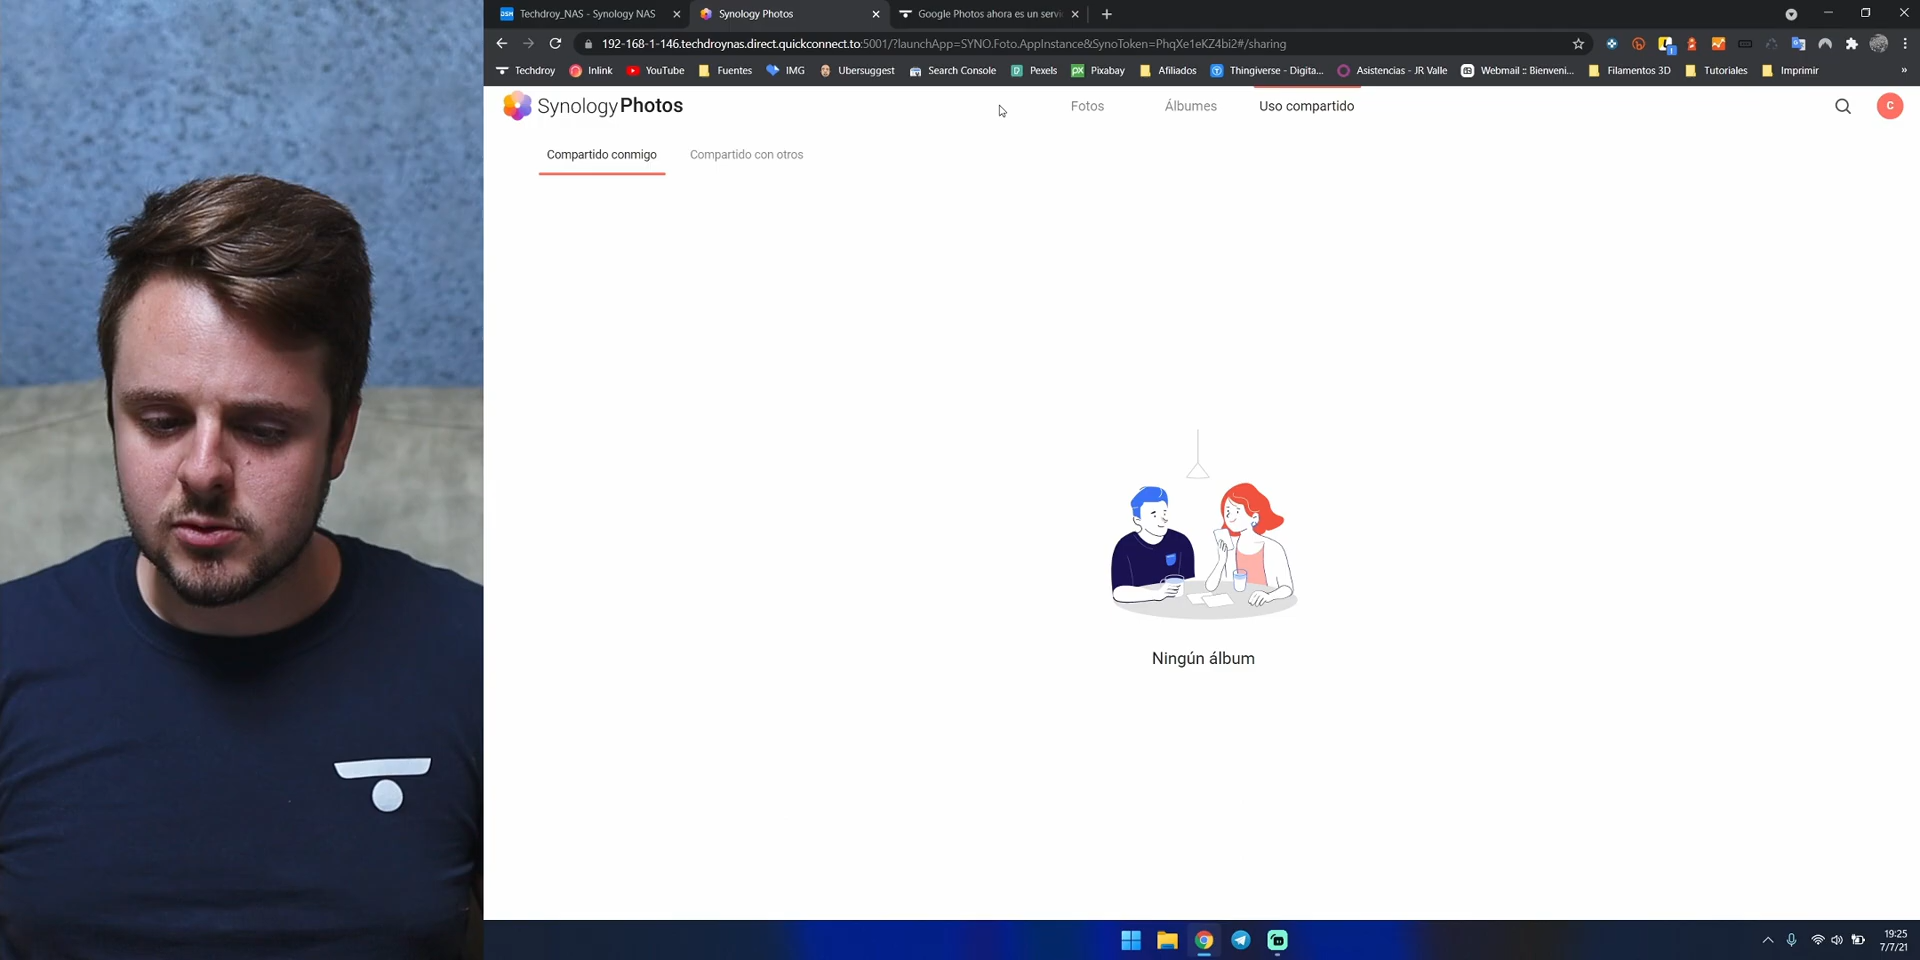 Techdroy_NAS - Synology NAS
Synology Photos
Google Photos ahora es un servi
192-168-1-146.techdroynas.direct.quickconnect.to:5001/?launchApp=SYNO.Foto.AppInstance&SynoToken=PhqXe1eKZ4bi2#/sharing
Techdroy
Inlink
YouTube
Fuentes
IMG
Ubersuggest
Search Console
Pexels
Pixabay
Afiliados
Thingiverse - Digita...
Asistencias - JR Valle
Webmail :: Bienveni...
Filamentos 3D
Tutoriales
Imprimir
»
Synology Photos
Fotos
Álbumes
Uso compartido
C
Compartido conmigo
Compartido con otros
Ningún álbum
19:25
7/7/21